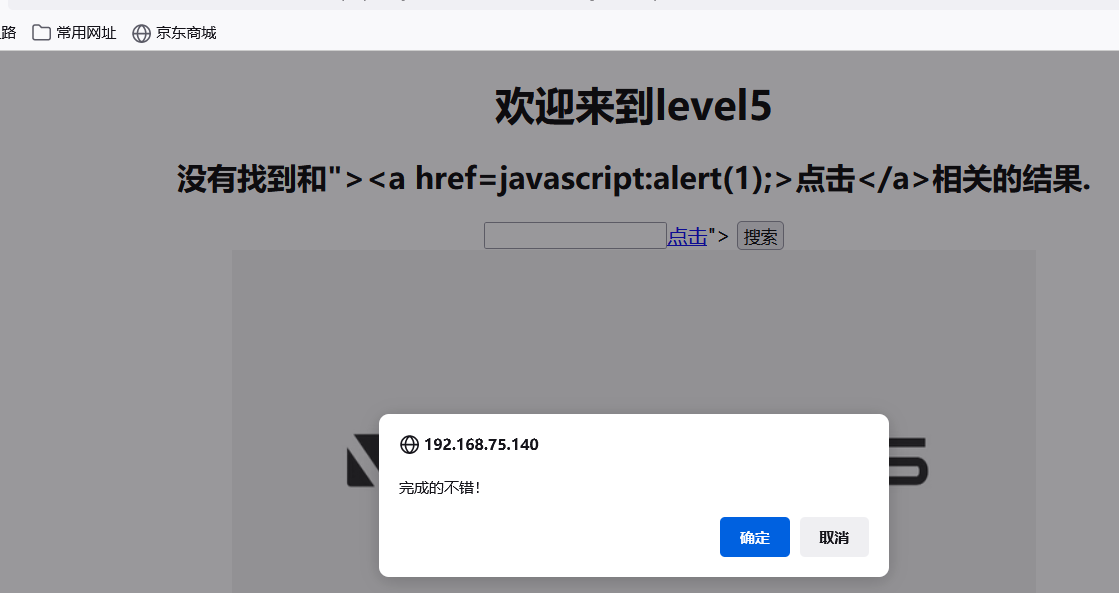 路 常用网址 京东商城
欢迎来到level5
没有找到和"><a href=javascript:alert(1);>点击</a>相关的结果.
点击"> 搜索
192.168.75.140
完成的不错!
确定 取消